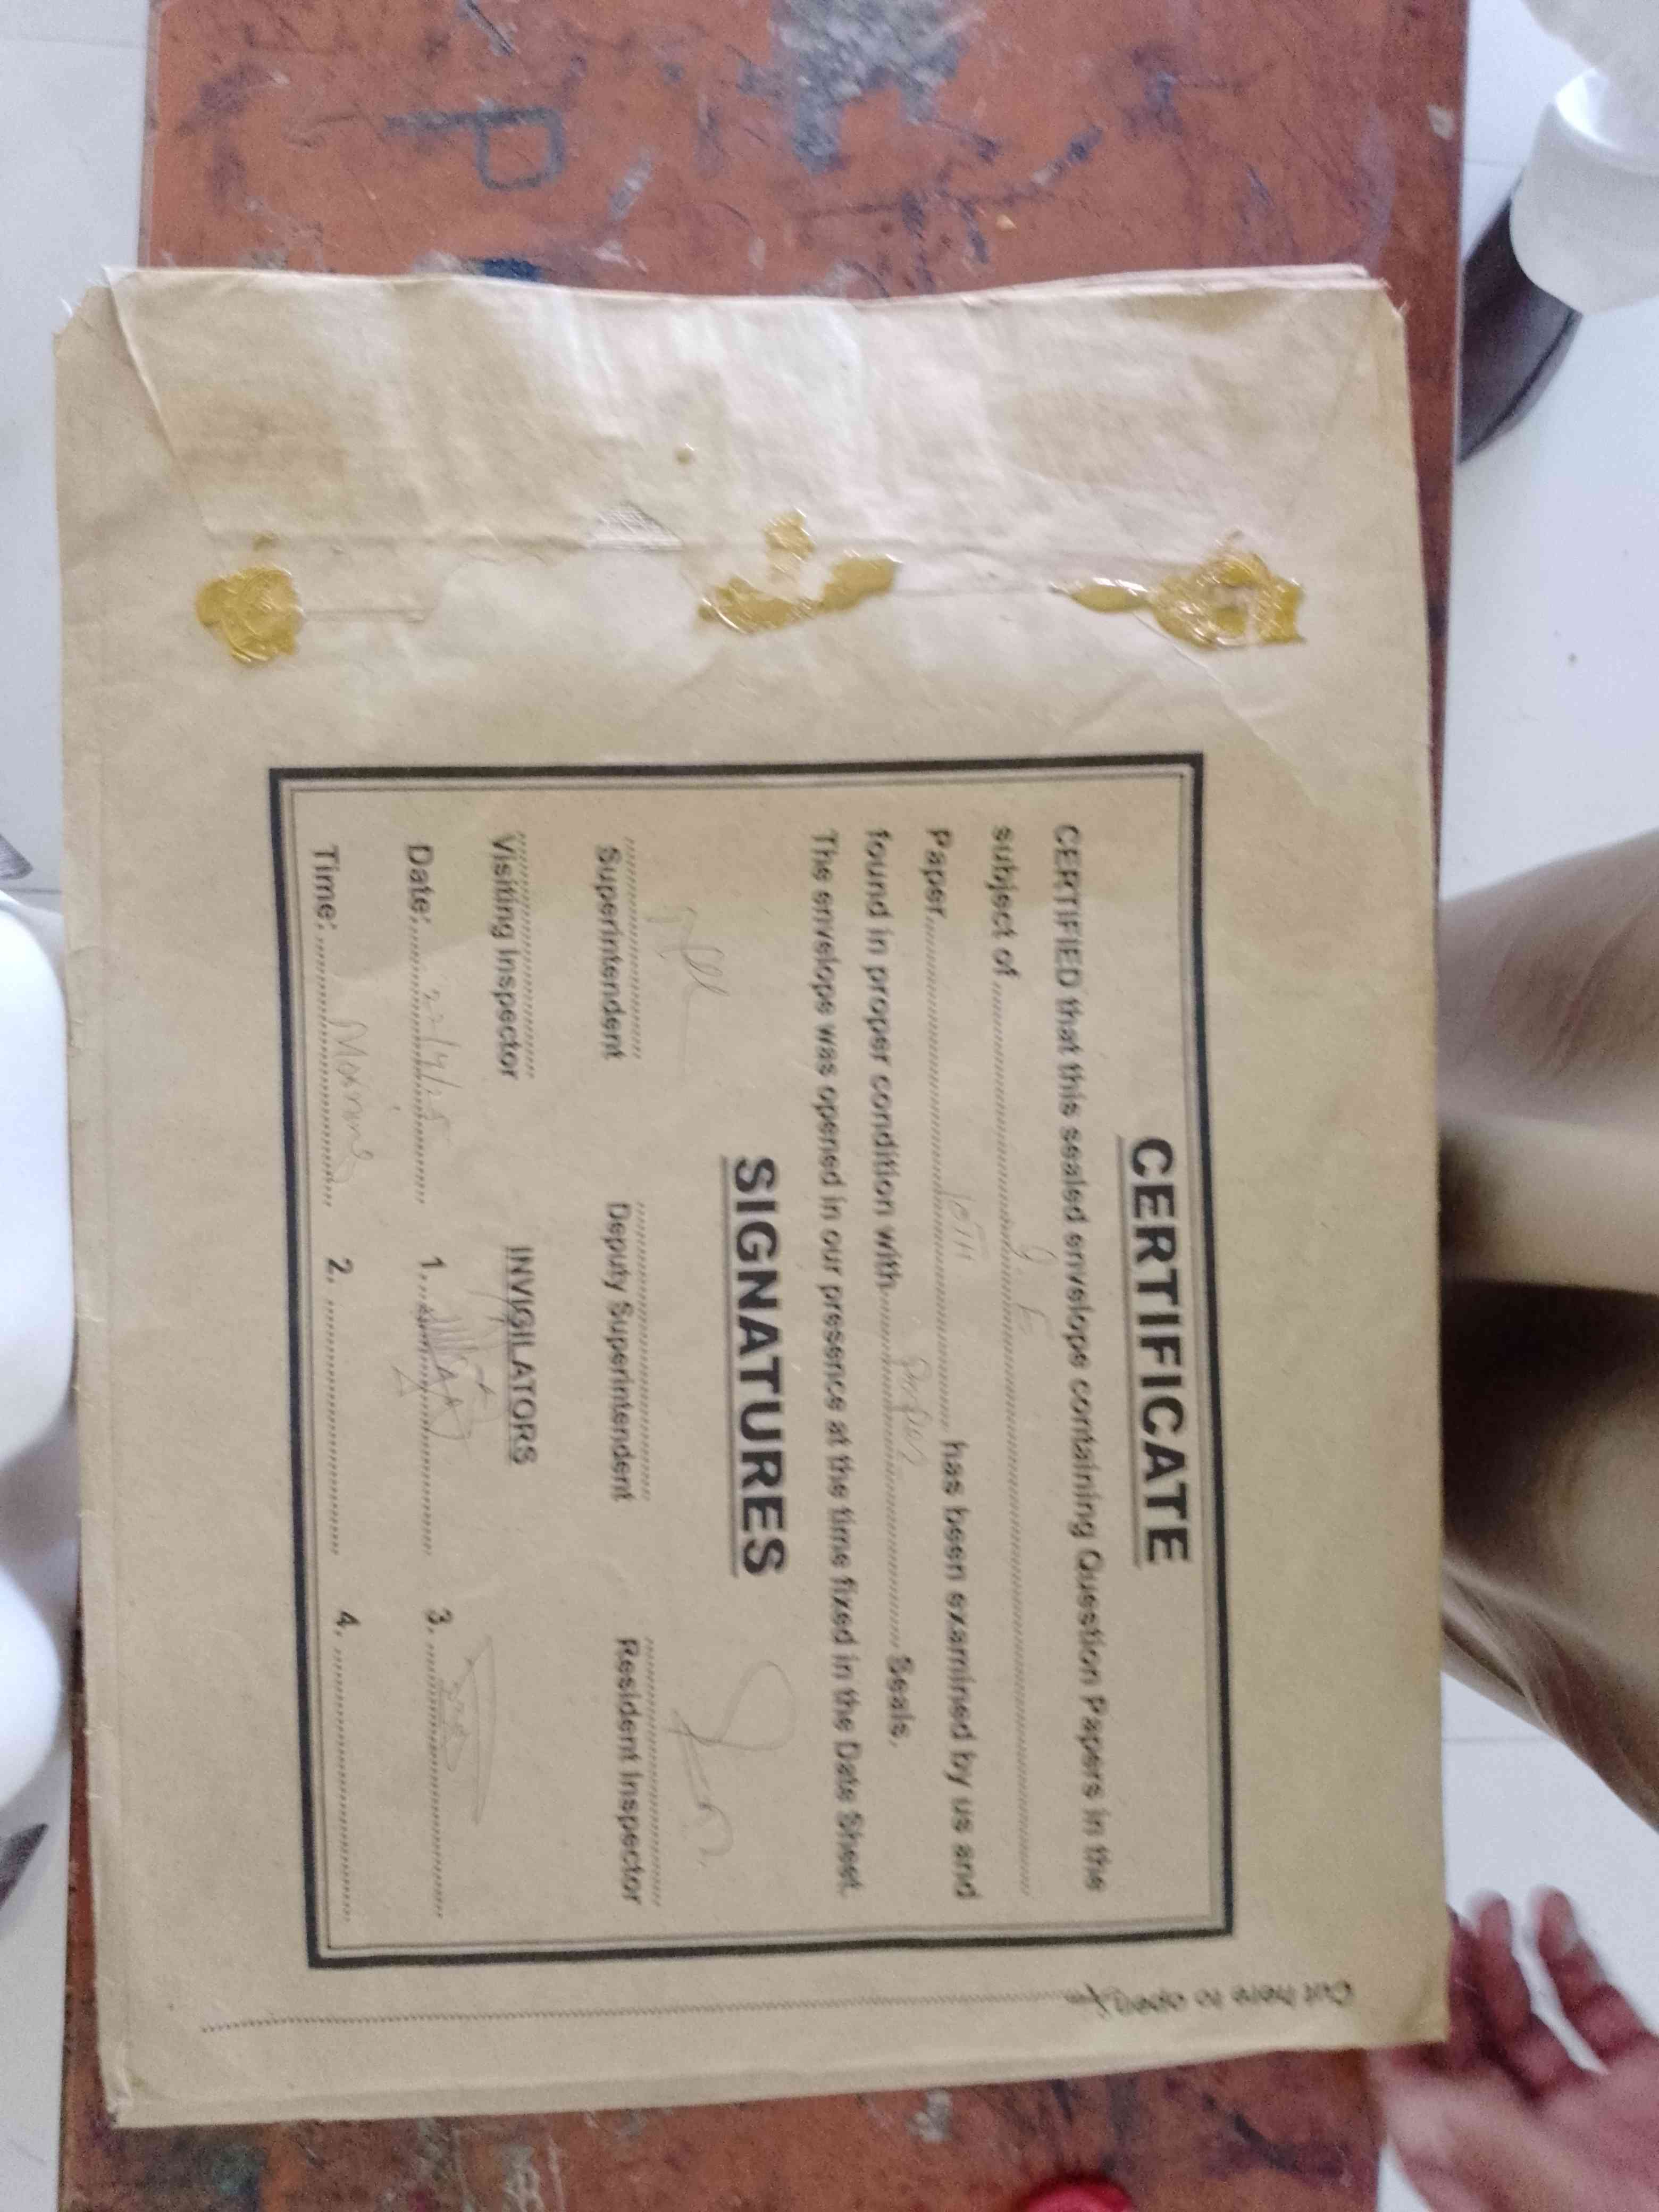 CERTIFICATE
CERTIFIED that this sealed envelope containing Question Papers in the
subject of
Paper 10TH has been examined by us and
found in proper condition with Proper Seals.
The envelope was opened in our presence at the time fixed in the Date Sheet.
SIGNATURES
Superintendent Deputy Superintendent Resident Inspector
Visiting Inspector INVIGILATORS
Date: 1. 3.
Time: Morning 2. 4.
Cut here to open
P